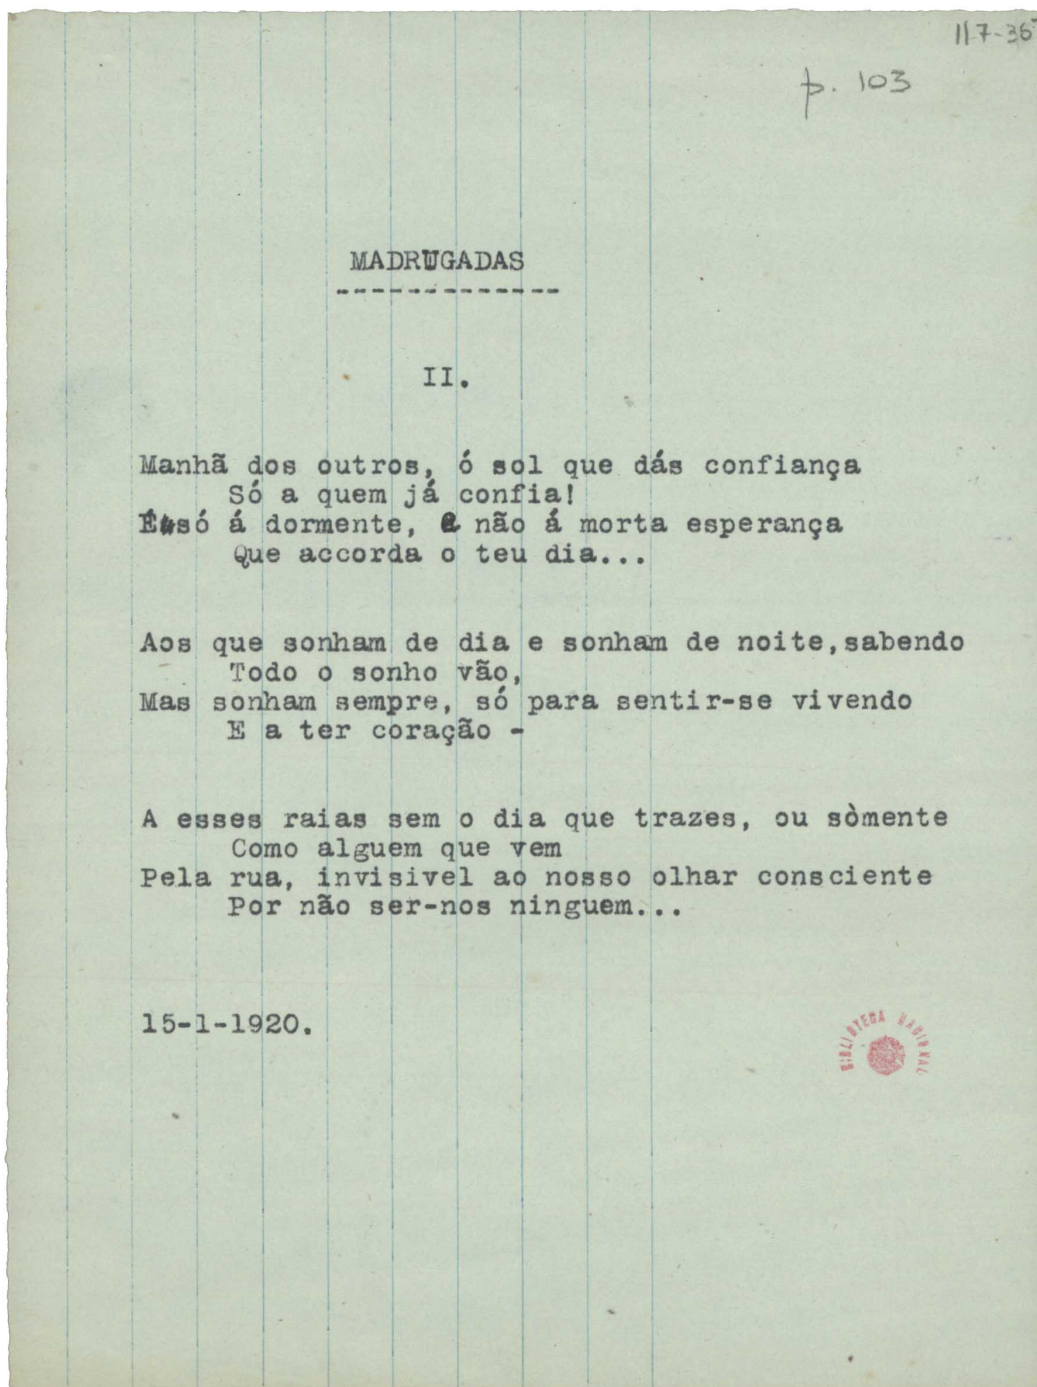 117-36
p. 103
MADRUGADAS
-------------
II.
Manhã dos outros, ó sol que dás confiança
Só a quem já confia!
É só á dormente, e não á morta esperança
Que accorda o teu dia...
Aos que sonham de dia e sonham de noite,sabendo
Todo o sonho vão,
Mas sonham sempre, só para sentir-se vivendo
E a ter coração -
A esses raias sem o dia que trazes, ou sòmente
Como alguem que vem
Pela rua, invisivel ao nosso olhar consciente
Por não ser-nos ninguem...
15-1-1920.
BIBLIOTECA NACIONAL